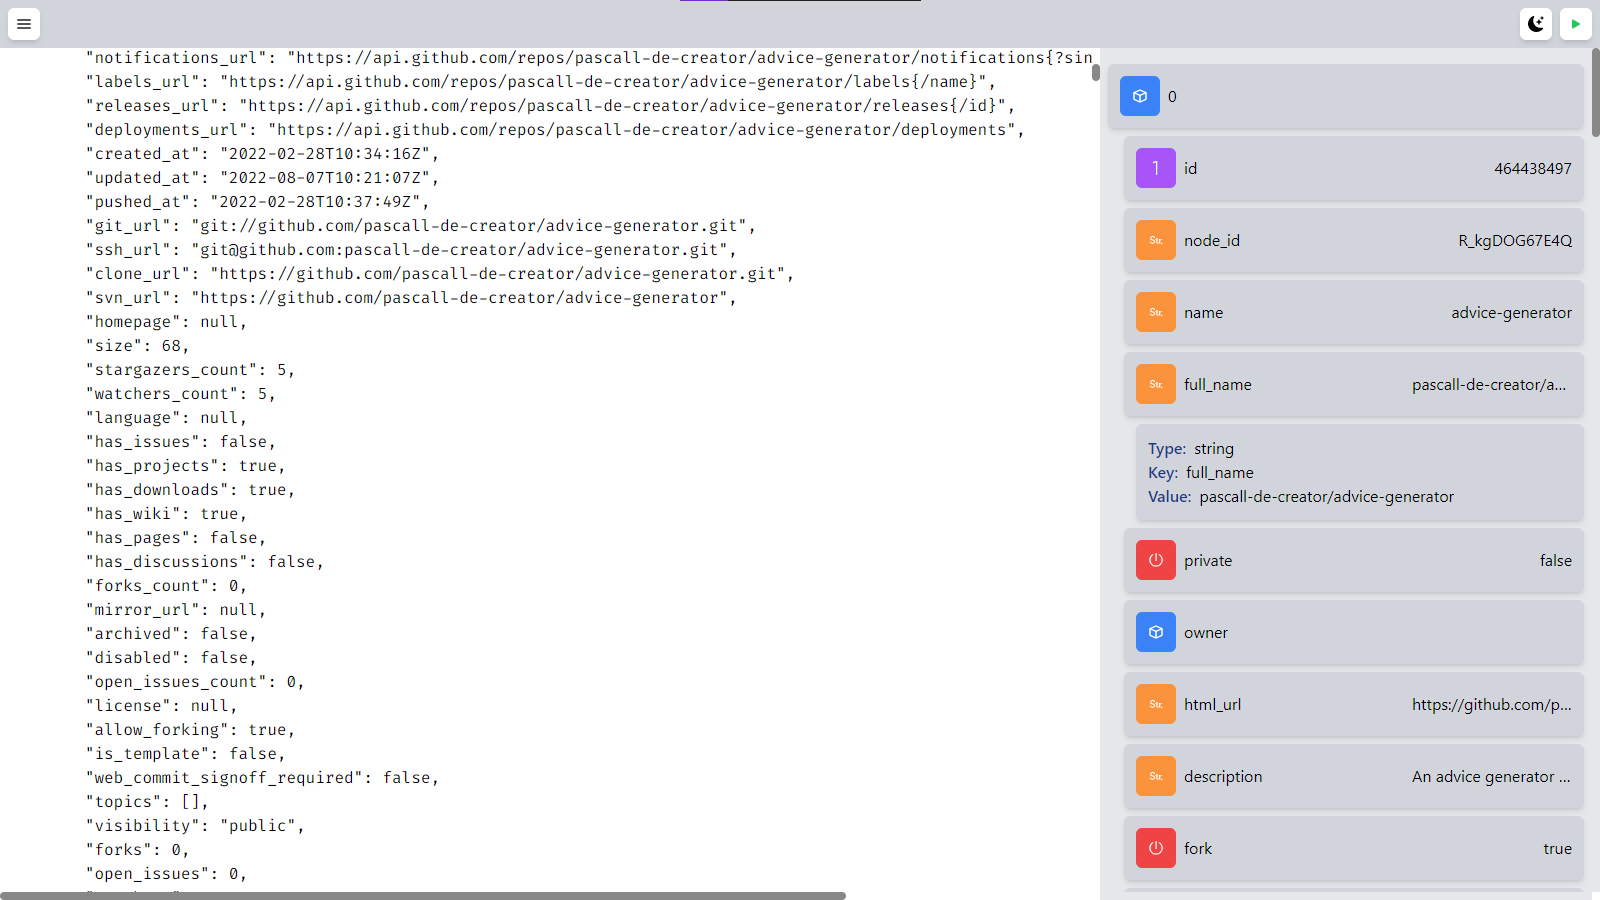 "notifications_url": "https://api.github.com/repos/pascall-de-creator/advice-generator/notifications{?sin
"labels_url": "https://api.github.com/repos/pascall-de-creator/advice-generator/labels{/name}",
"releases_url": "https://api.github.com/repos/pascall-de-creator/advice-generator/releases{/id}",
"deployments_url": "https://api.github.com/repos/pascall-de-creator/advice-generator/deployments",
"created_at": "2022-02-28T10:34:16Z",
"updated_at": "2022-08-07T10:21:07Z",
"pushed_at": "2022-02-28T10:37:49Z",
"git_url": "git://github.com/pascall-de-creator/advice-generator.git",
"ssh_url": "git@github.com:pascall-de-creator/advice-generator.git",
"clone_url": "https://github.com/pascall-de-creator/advice-generator.git",
"svn_url": "https://github.com/pascall-de-creator/advice-generator",
"homepage": null,
"size": 68,
"stargazers_count": 5,
"watchers_count": 5,
"language": null,
"has_issues": false,
"has_projects": true,
"has_downloads": true,
"has_wiki": true,
"has_pages": false,
"has_discussions": false,
"forks_count": 0,
"mirror_url": null,
"archived": false,
"disabled": false,
"open_issues_count": 0,
"license": null,
"allow_forking": true,
"is_template": false,
"web_commit_signoff_required": false,
"topics": [],
"visibility": "public",
"forks": 0,
"open_issues": 0,
0
1 id 464438497
Str. node_id R_kgDOG67E4Q
Str. name advice-generator
Str. full_name pascall-de-creator/a...
Type: string
Key: full_name
Value: pascall-de-creator/advice-generator
private false
owner
Str. html_url https://github.com/p...
Str. description An advice generator ...
fork true